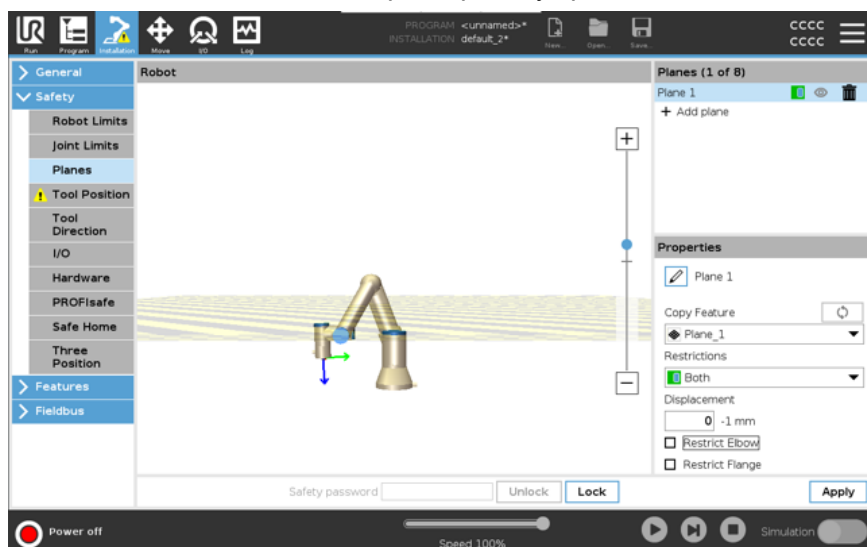 PROGRAM <unnamed>*
INSTALLATION default_2*
CCCC
CCCC
Run
Program
Installation
Move
I/O
Log
New...
Open...
Save...
General
Safety
Robot Limits
Joint Limits
Planes
Tool Position
Tool
Direction
I/O
Hardware
PROFIsafe
Safe Home
Three
Position
Features
Fieldbus
Robot
Planes (1 of 8)
Plane 1
+ Add plane
Properties
Plane 1
Copy Feature
Plane_1
Restrictions
Both
Displacement
0 -1 mm
Restrict Elbow
Restrict Flange
Safety password
Unlock
Lock
Apply
Power off
Speed 100%
Simulation